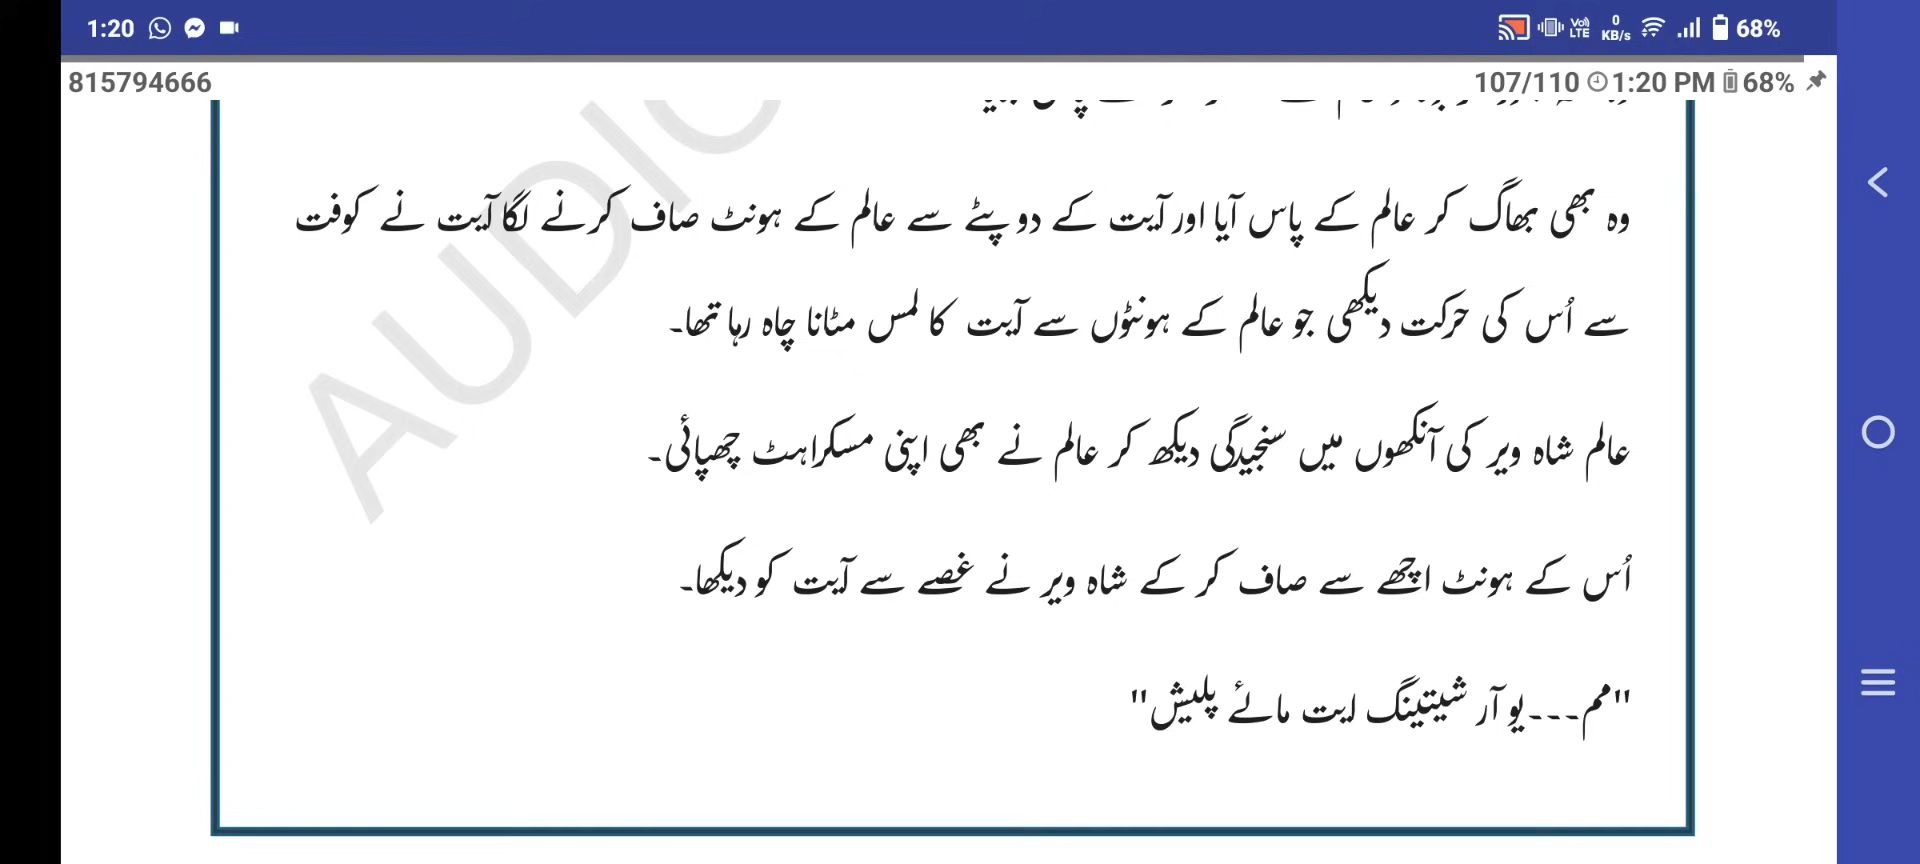 1:20
VoLTE 0 KB/s 68%
815794666
107/110 1:20 PM 68%
وہ بھی بھاگ کر عالم کے پاس آیا اور آیت کے دوپٹے سے عالم کے ہونٹ صاف کرنے لگا آیت نے کوفت
سے اُس کی حرکت دیکھی جو عالم کے ہونٹوں سے آیت کا لمس مٹانا چاہ رہا تھا۔
عالم شاہ ویر کی آنکھوں میں سنجیدگی دیکھ کر عالم نے بھی اپنی مسکراہٹ چھپائی۔
اُس کے ہونٹ اچھے سے صاف کر کے شاہ ویر نے غصے سے آیت کو دیکھا۔
"مم---یو آر شیتینگ ایت مائے پلیش"
AUDIO